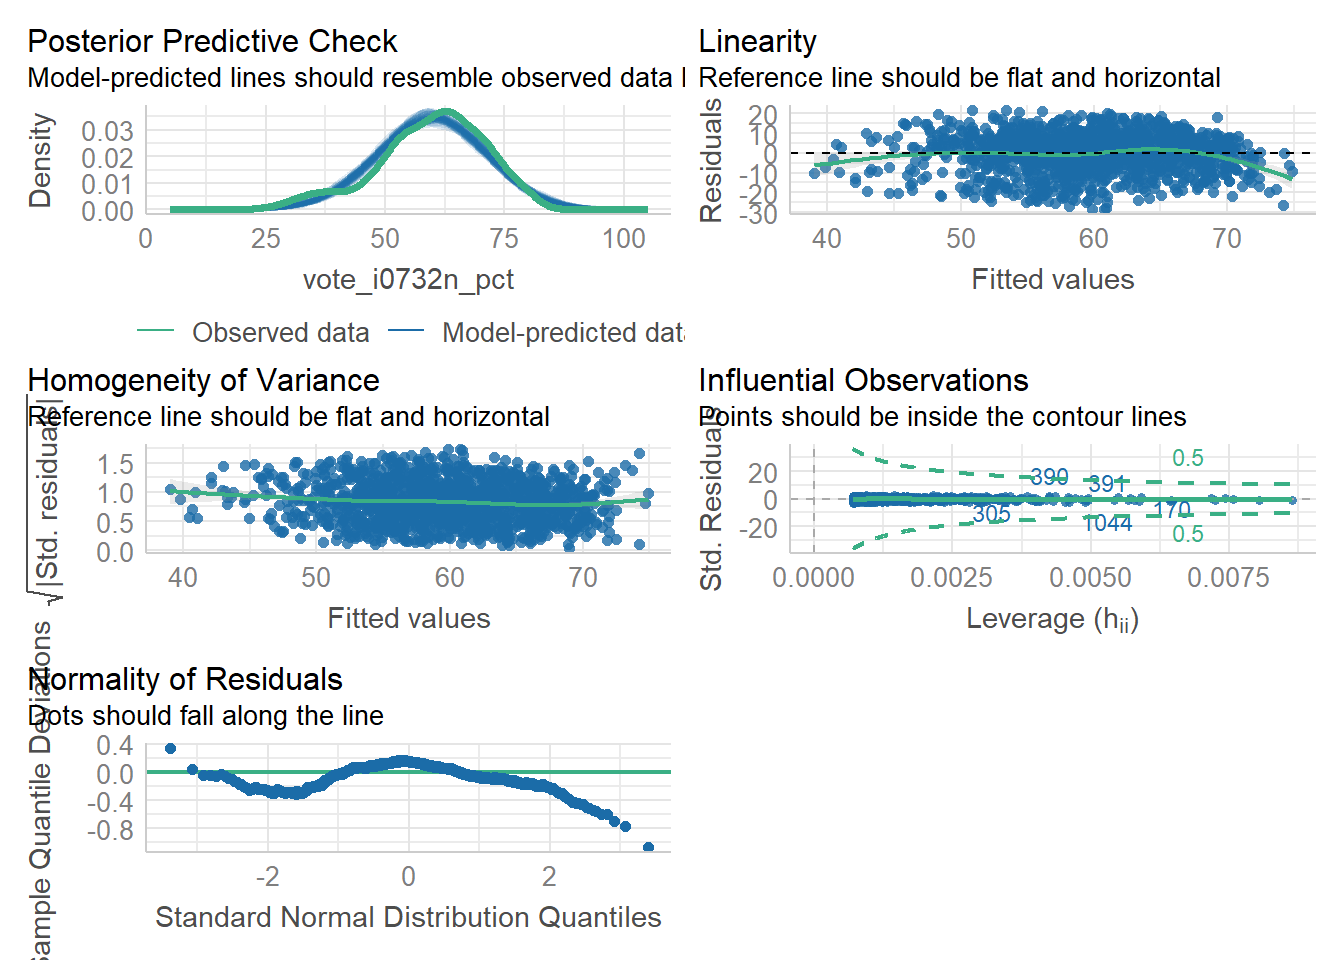 Posterior Predictive Check
Model-predicted lines should resemble observed data l
Density
0.03
0.02
0.01
0.00
0 25 50 75 100
vote_i0732n_pct
Observed data Model-predicted data
Linearity
Reference line should be flat and horizontal
Residuals
20
10
0
-10
-20
-30
40 50 60 70
Fitted values
Homogeneity of Variance
Reference line should be flat and horizontal
√|Std. residuals|
1.5
1.0
0.5
0.0
40 50 60 70
Fitted values
Influential Observations
Points should be inside the contour lines
Std. Residuals
20
0
-20
0.5
390
391
305
1044
170
0.5
0.0000 0.0025 0.0050 0.0075
Leverage (hii)
Normality of Residuals
Dots should fall along the line
Sample Quantile Deviations
0.4
0.0
-0.4
-0.8
-2 0 2
Standard Normal Distribution Quantiles